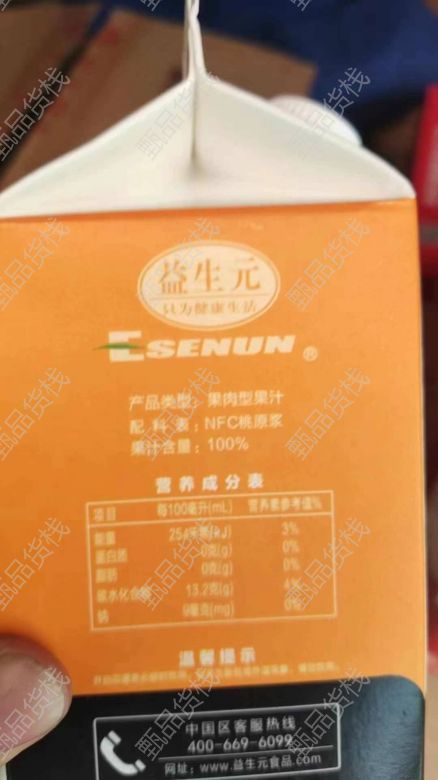 益生元
只为健康生活
ESENUN®
产品类型：果肉型果汁
配 料 表：NFC桃原浆
果汁含量：100%
营养成分表
项目 每100毫升(mL) 营养素参考值%
能量 254千焦(kJ) 3%
蛋白质 0克(g) 0%
脂肪 0克(g) 0%
碳水化合物 13.2克(g) 4%
钠 9毫克(mg) 0%
温馨提示
中国区客服热线
400-669-6099
网址：www.益生元食品.com
甄品货栈